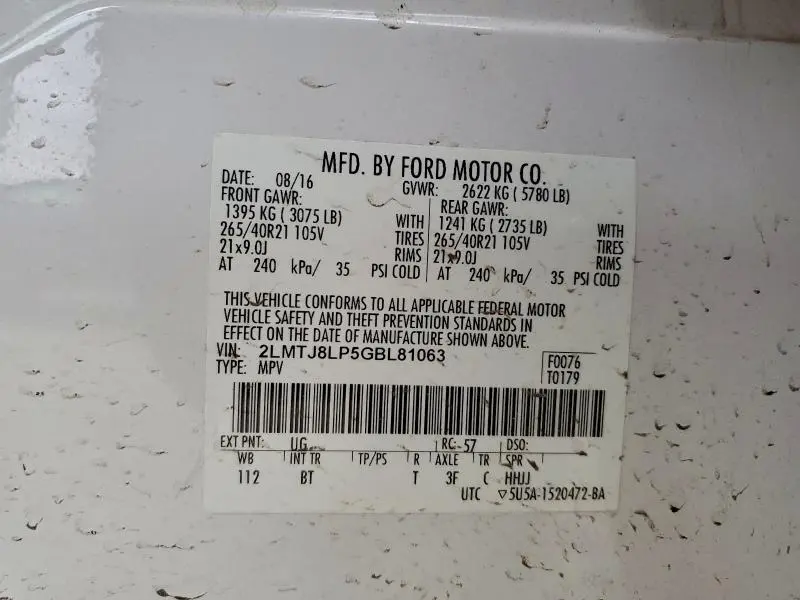 MFD. BY FORD MOTOR CO.
DATE: 08/16 GVWR: 2622 KG ( 5780 LB)
FRONT GAWR: REAR GAWR:
1395 KG ( 3075 LB) WITH 1241 KG ( 2735 LB) WITH
265/40R21 105V TIRES 265/40R21 105V TIRES
21x9.0J RIMS 21x9.0J RIMS
AT 240 kPa/ 35 PSI COLD AT 240 kPa/ 35 PSI COLD
THIS VEHICLE CONFORMS TO ALL APPLICABLE FEDERAL MOTOR
VEHICLE SAFETY AND THEFT PREVENTION STANDARDS IN
EFFECT ON THE DATE OF MANUFACTURE SHOWN ABOVE.
VIN: 2LMTJ8LP5GBL81063 F0076
TYPE: MPV T0179
EXT PNT: UG RC: 57 DSO:
WB INT TR TP/PS R AXLE TR SPR
112 BT T 3F C HHJJ
UTC ▽5U5A-1520472-BA